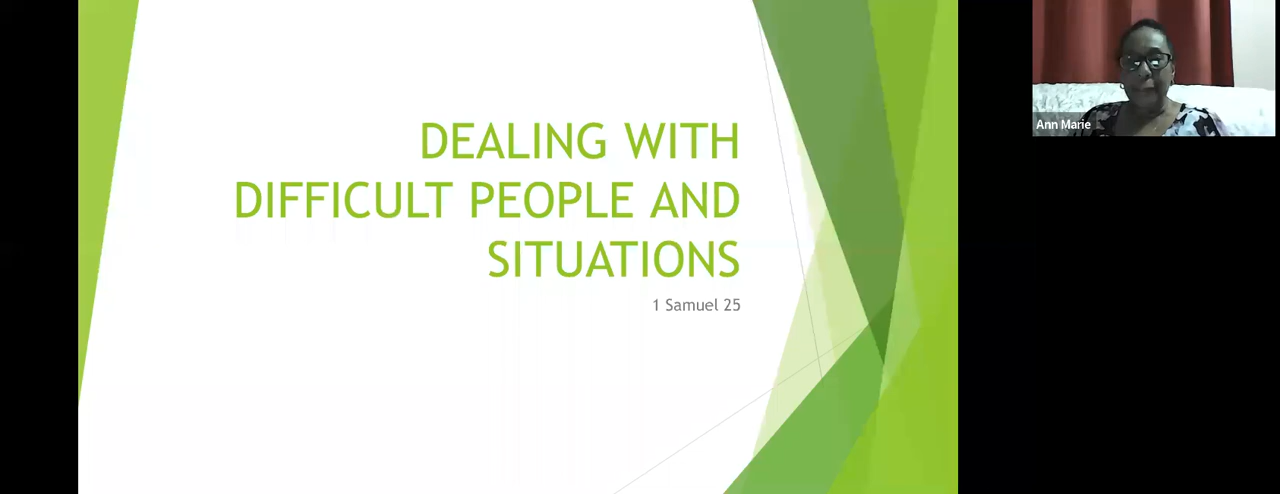 DEALING WITH
DIFFICULT PEOPLE AND
SITUATIONS
1 Samuel 25
Ann Marie